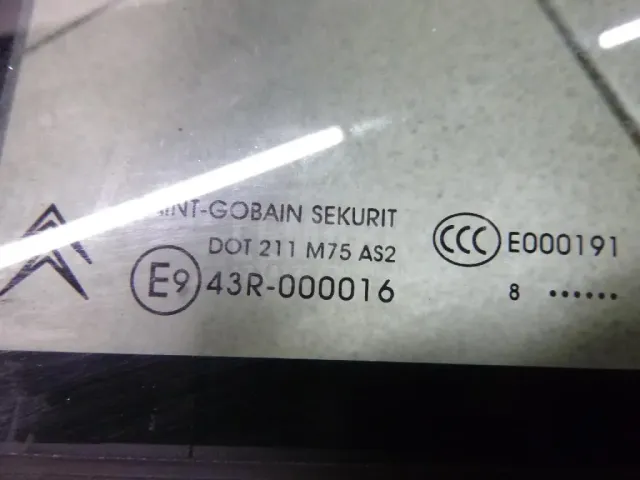 INT-GOBAIN SEKURIT
DOT 211 M75 AS2
E9 43R-000016
CCC E000191
8 ••••••